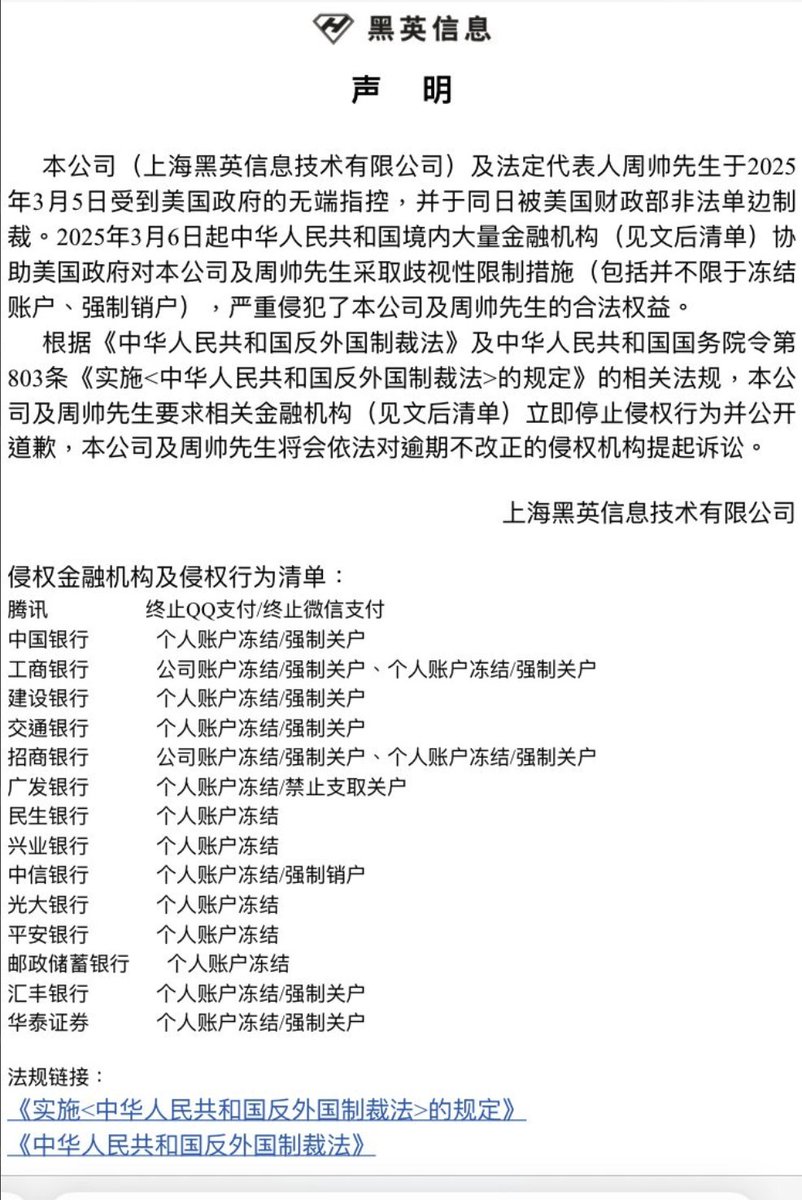 黑英信息
声 明
本公司（上海黑英信息技术有限公司）及法定代表人周帅先生于2025
年3月5日受到美国政府的无端指控，并于同日被美国财政部非法单边制
裁。2025年3月6日起中华人民共和国境内大量金融机构（见文后清单）协
助美国政府对本公司及周帅先生采取歧视性限制措施（包括并不限于冻结
账户、强制销户），严重侵犯了本公司及周帅先生的合法权益。
根据《中华人民共和国反外国制裁法》及中华人民共和国国务院令第
803条《实施<中华人民共和国反外国制裁法>的规定》的相关法规，本公
司及周帅先生要求相关金融机构（见文后清单）立即停止侵权行为并公开
道歉，本公司及周帅先生将会依法对逾期不改正的侵权机构提起诉讼。
上海黑英信息技术有限公司
侵权金融机构及侵权行为清单：
腾讯 终止QQ支付/终止微信支付
中国银行 个人账户冻结/强制关户
工商银行 公司账户冻结/强制关户、个人账户冻结/强制关户
建设银行 个人账户冻结/强制关户
交通银行 个人账户冻结/强制关户
招商银行 公司账户冻结/强制关户、个人账户冻结/强制关户
广发银行 个人账户冻结/禁止支取关户
民生银行 个人账户冻结
兴业银行 个人账户冻结
中信银行 个人账户冻结/强制销户
光大银行 个人账户冻结
平安银行 个人账户冻结
邮政储蓄银行 个人账户冻结
汇丰银行 个人账户冻结/强制关户
华泰证券 个人账户冻结/强制关户
法规链接：
《实施<中华人民共和国反外国制裁法>的规定》
《中华人民共和国反外国制裁法》